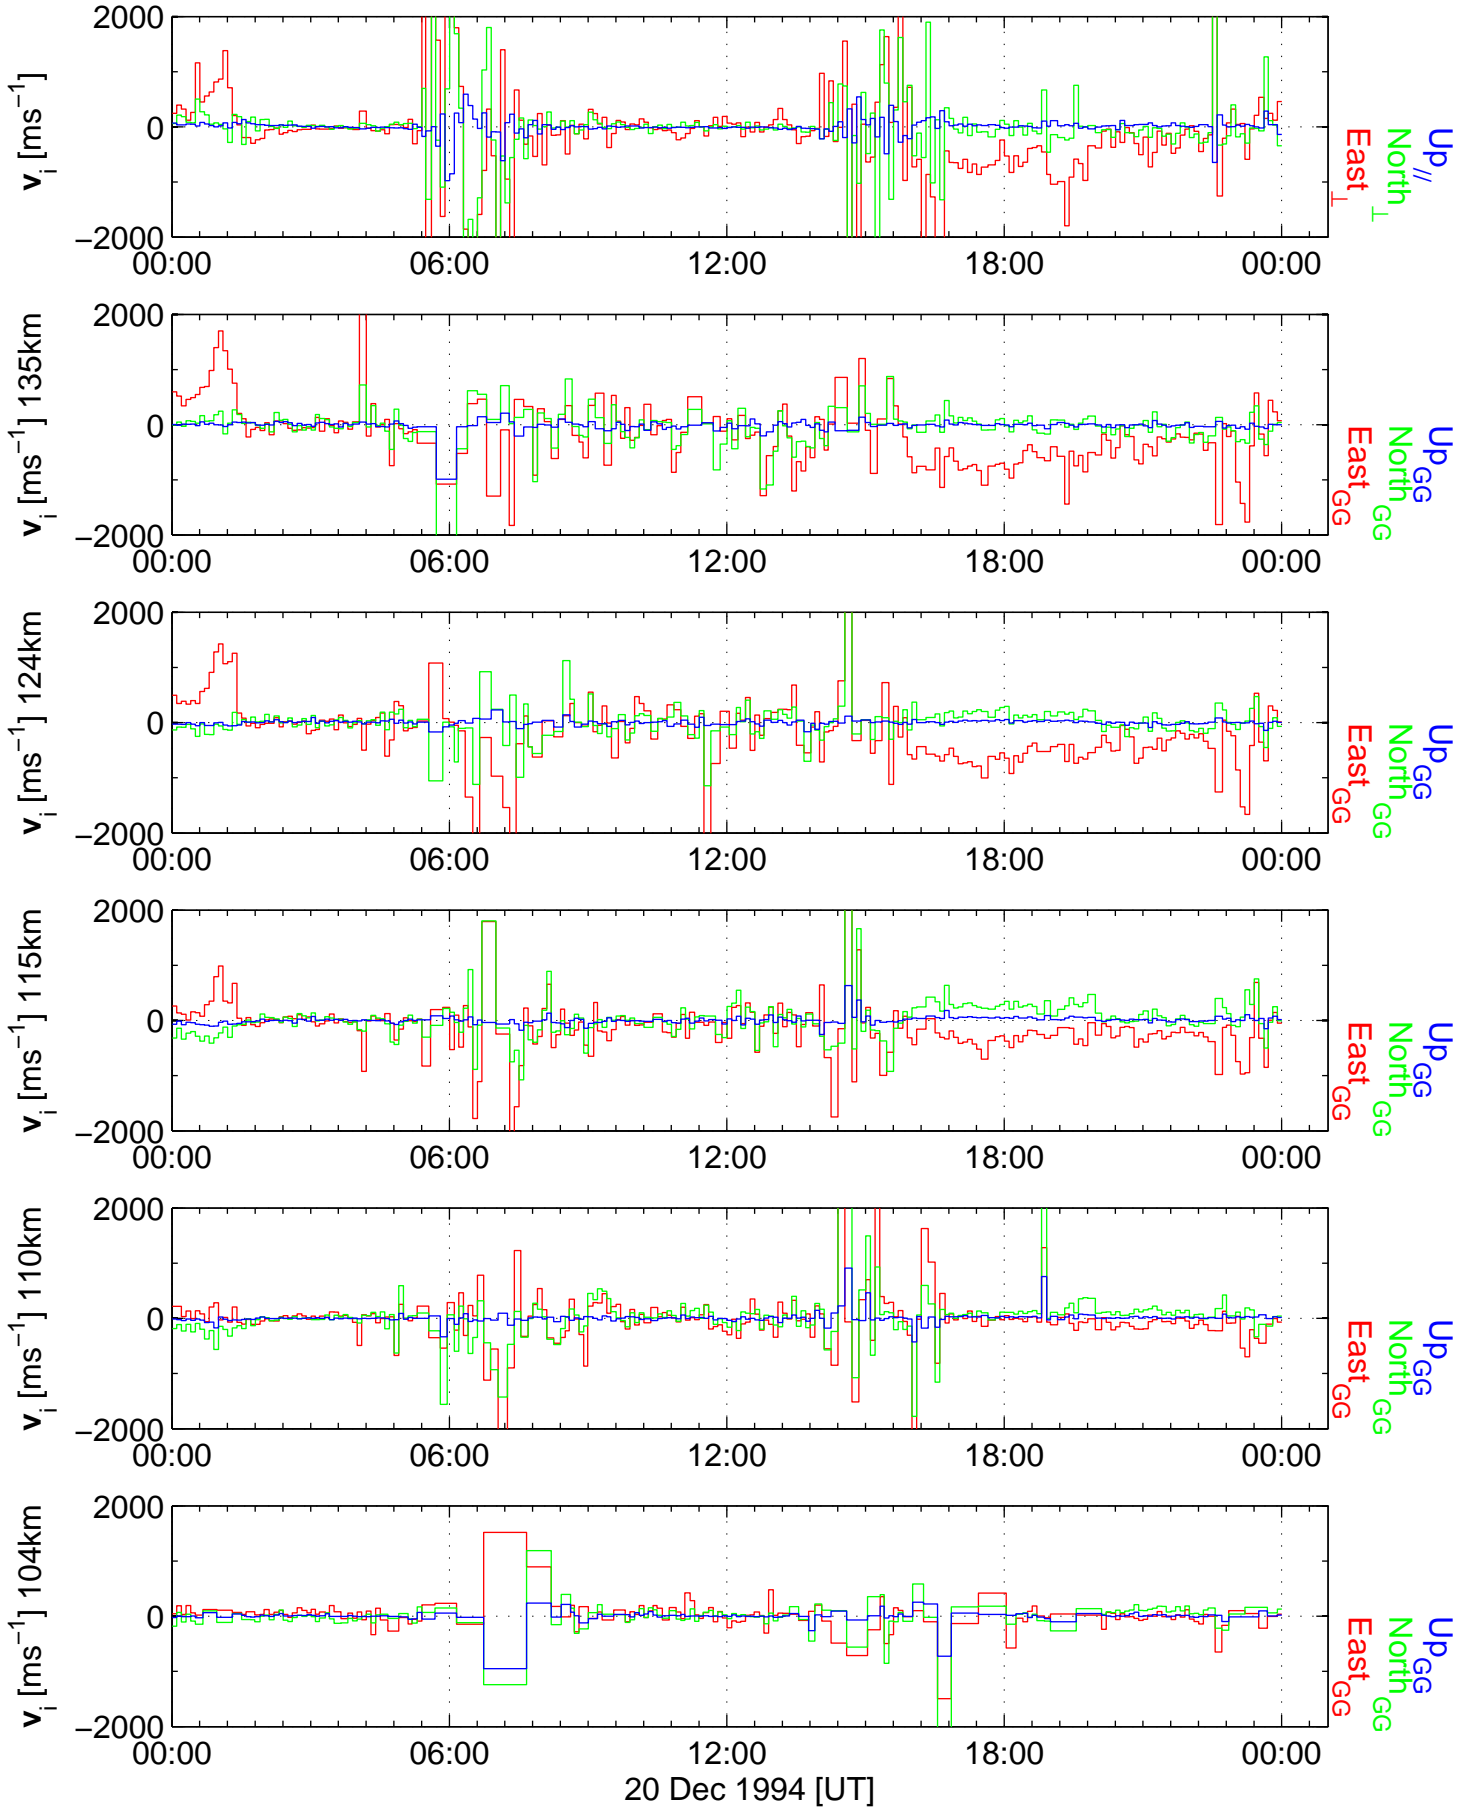 2000
0
−2000
v_i [ms^−1]
00:00 06:00 12:00 18:00 00:00
Up_//
North_⊥
East_⊥
2000
0
−2000
v_i [ms^−1] 135km
00:00 06:00 12:00 18:00 00:00
Up_GG
North_GG
East_GG
2000
0
−2000
v_i [ms^−1] 124km
00:00 06:00 12:00 18:00 00:00
Up_GG
North_GG
East_GG
2000
0
−2000
v_i [ms^−1] 115km
00:00 06:00 12:00 18:00 00:00
Up_GG
North_GG
East_GG
2000
0
−2000
v_i [ms^−1] 110km
00:00 06:00 12:00 18:00 00:00
Up_GG
North_GG
East_GG
2000
0
−2000
v_i [ms^−1] 104km
00:00 06:00 12:00 18:00 00:00
Up_GG
North_GG
East_GG
20 Dec 1994 [UT]